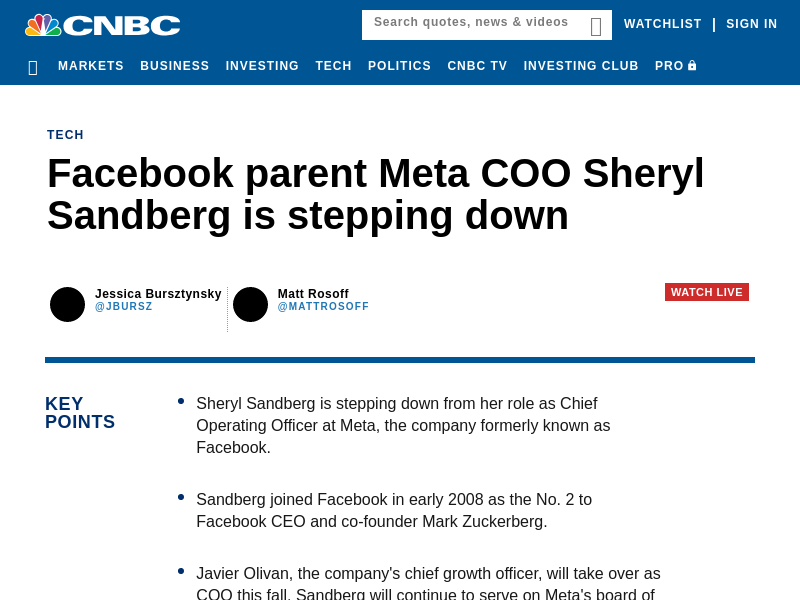 CNBC
Search quotes, news & videos
WATCHLIST | SIGN IN
MARKETS BUSINESS INVESTING TECH POLITICS CNBC TV INVESTING CLUB PRO
TECH
Facebook parent Meta COO Sheryl
Sandberg is stepping down
Jessica Bursztynsky
@JBURSZ
Matt Rosoff
@MATTROSOFF
WATCH LIVE
KEY
POINTS
Sheryl Sandberg is stepping down from her role as Chief
Operating Officer at Meta, the company formerly known as
Facebook.
Sandberg joined Facebook in early 2008 as the No. 2 to
Facebook CEO and co-founder Mark Zuckerberg.
Javier Olivan, the company's chief growth officer, will take over as
COO this fall. Sandberg will continue to serve on Meta's board of